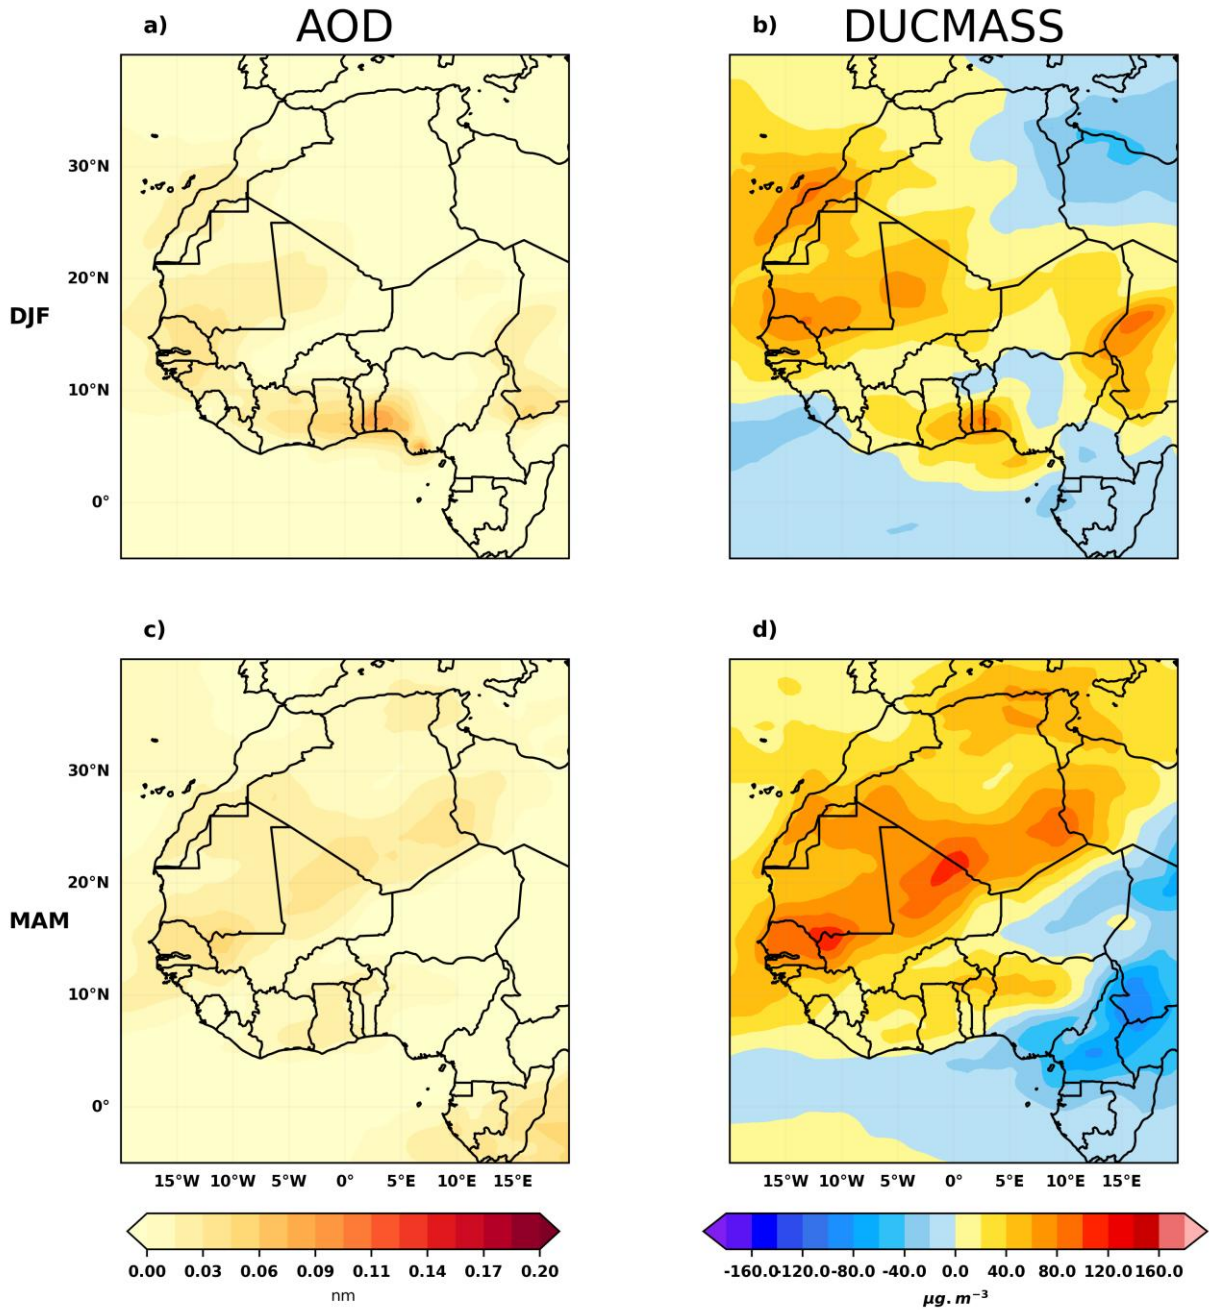 a) AOD b) DUCMASS
30°N
20°N
DJF
10°N
0°
c) d)
30°N
20°N
MAM
10°N
0°
15°W 10°W 5°W 0° 5°E 10°E 15°E 15°W 10°W 5°W 0° 5°E 10°E 15°E
0.00 0.03 0.06 0.09 0.11 0.14 0.17 0.20 -160.0 -120.0 -80.0 -40.0 0.0 40.0 80.0 120.0 160.0
nm μg.m⁻³